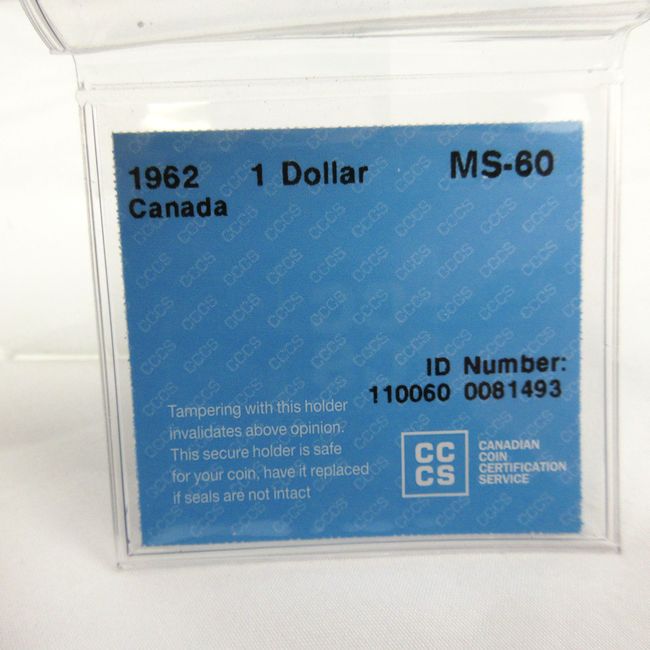 1962 1 Dollar MS-60
Canada
ID Number:
110060 0081493
Tampering with this holder
invalidates above opinion.
This secure holder is safe
for your coin, have it replaced
if seals are not intact
CC
CS
CANADIAN
COIN
CERTIFICATION
SERVICE